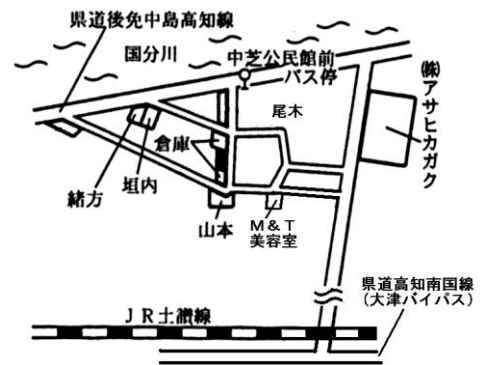 県道後免中島高知線
国分川
中芝公民館前
バス停
㈱アサヒカガク
尾木
倉庫
垣内
緒方
山本
M&T
美容室
県道高知南国線
(大津バイパス)
JR土讃線